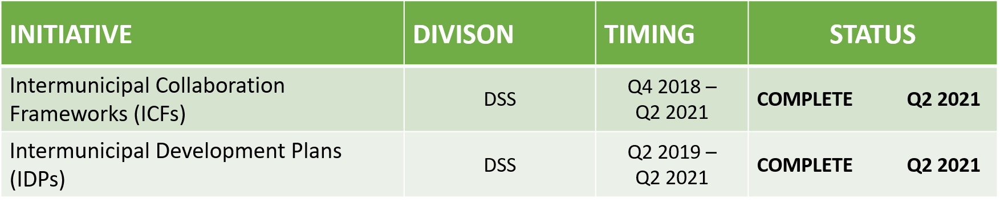 INITIATIVE DIVISON TIMING STATUS
Intermunicipal Collaboration
Frameworks (ICFs)
DSS
Q4 2018 –
Q2 2021
COMPLETE Q2 2021
Intermunicipal Development Plans
(IDPs)
DSS
Q2 2019 –
Q2 2021
COMPLETE Q2 2021